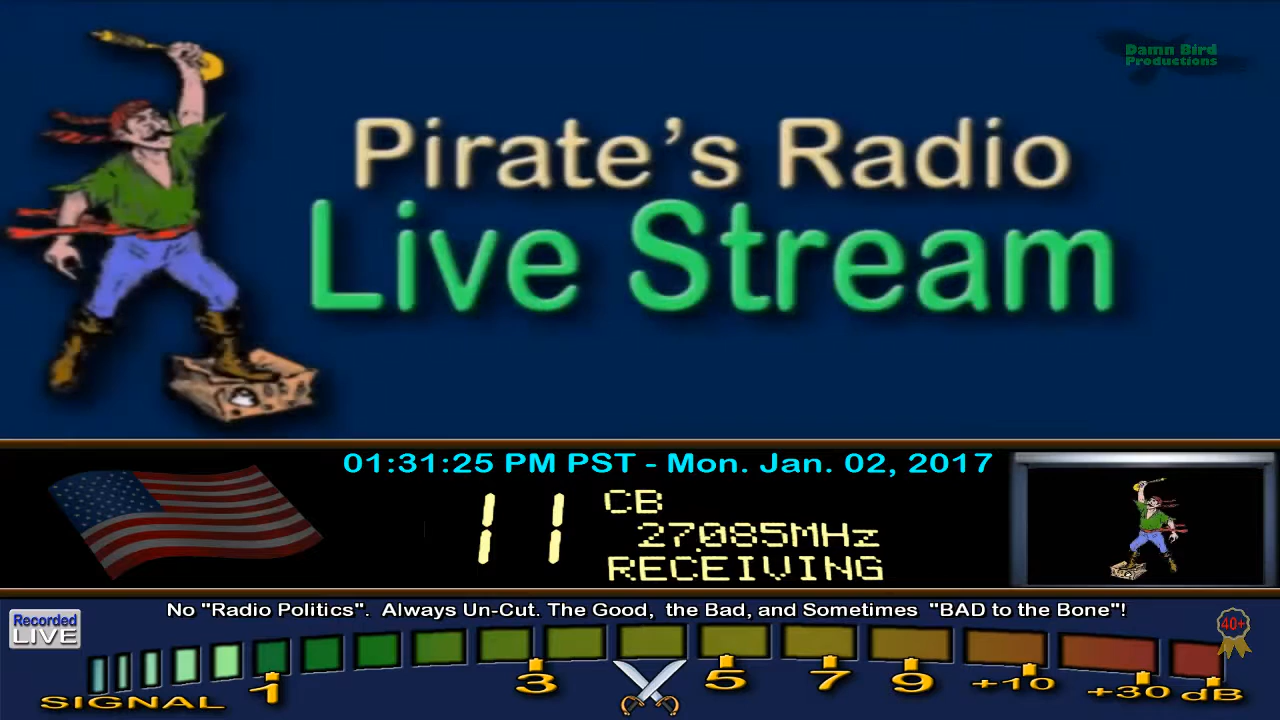 Damn Bird
Productions
Pirate's Radio
Live Stream
01:31:25 PM PST - Mon. Jan. 02, 2017
11
CB
27.085MHz
RECEIVING
No "Radio Politics". Always Un-Cut. The Good, the Bad, and Sometimes "BAD to the Bone"!
Recorded
LIVE
40+
SIGNAL 1 3 5 7 9 +10 +30 dB